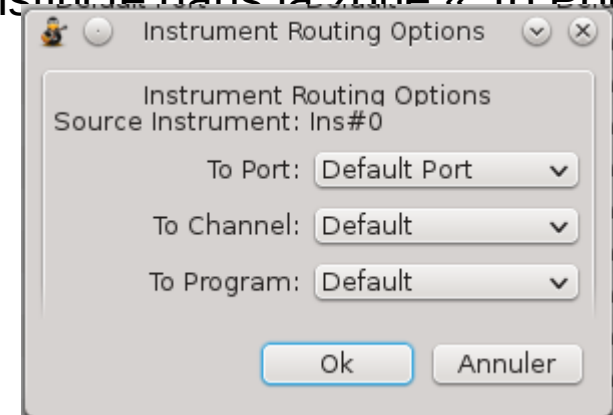 Instrument Routing Options
Instrument Routing Options
Source Instrument: Ins#0
To Port: Default Port
To Channel: Default
To Program: Default
Ok Annuler